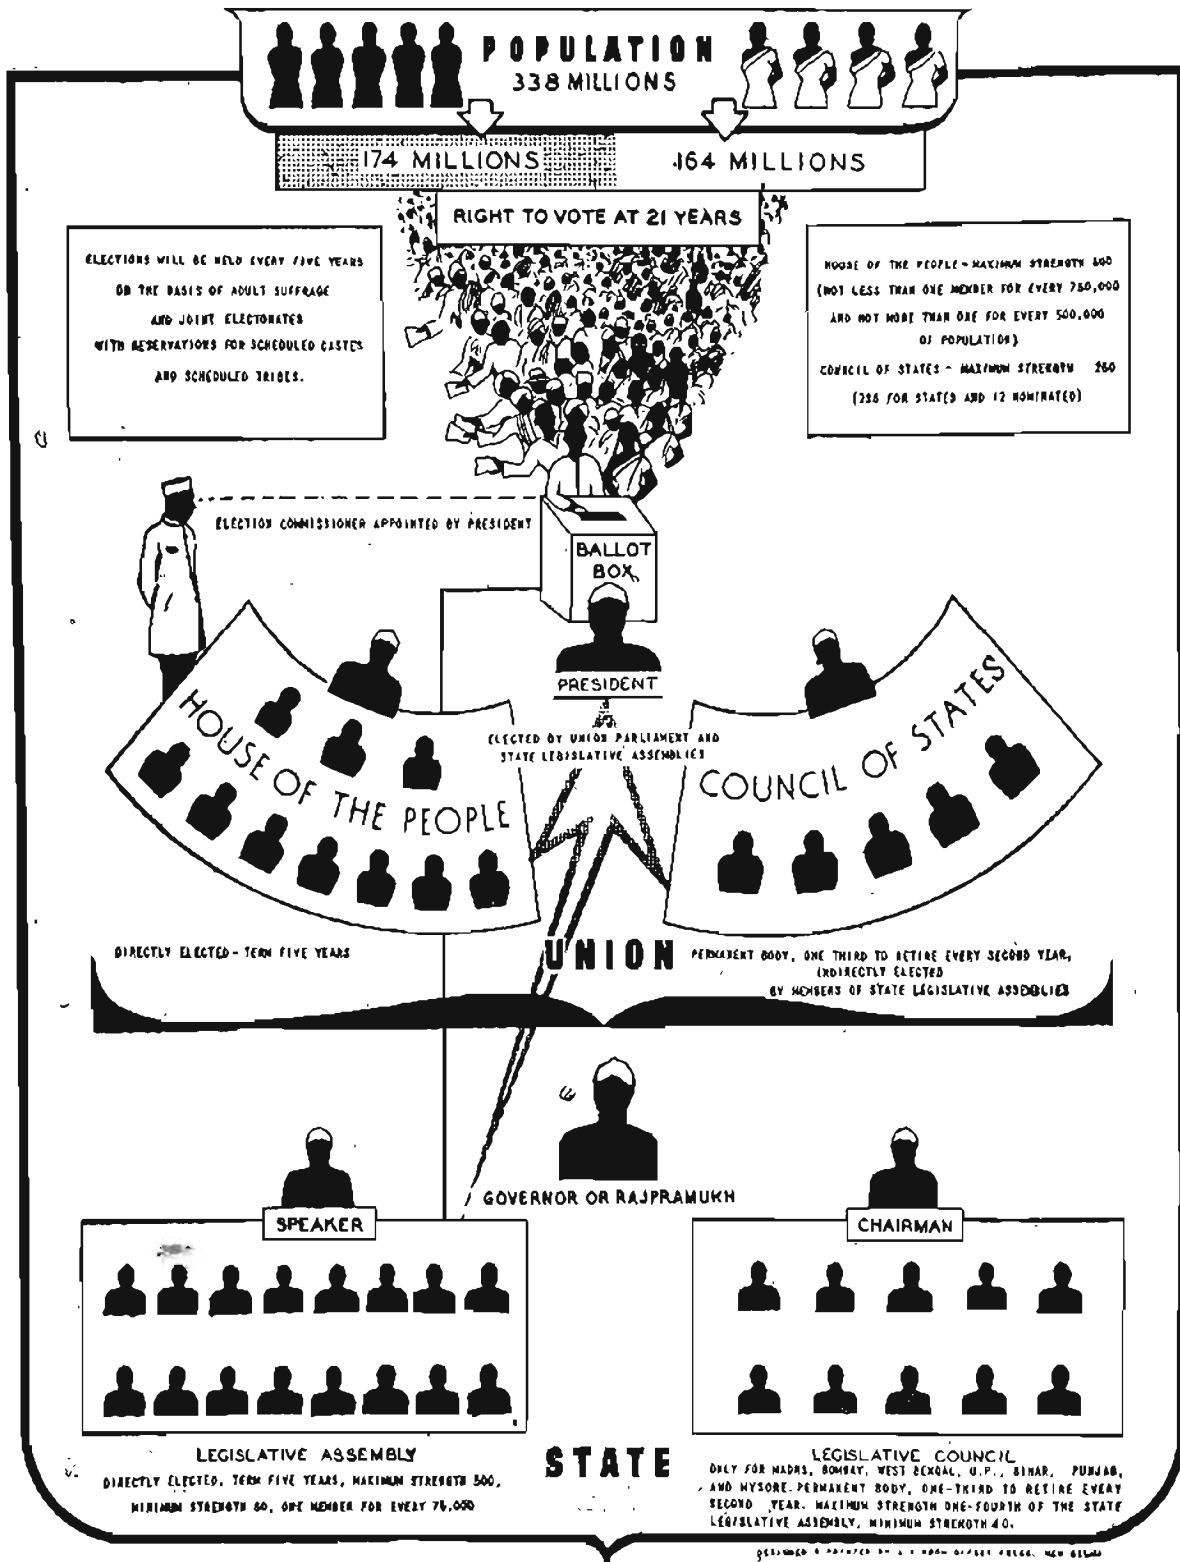 POPULATION
338 MILLIONS
174 MILLIONS
164 MILLIONS
RIGHT TO VOTE AT 21 YEARS
ELECTIONS WILL BE HELD EVERY FIVE YEARS
ON THE BASIS OF ADULT SUFFRAGE
AND JOINT ELECTORATES
WITH RESERVATIONS FOR SCHEDULED CASTES
AND SCHEDULED TRIBES.
HOUSE OF THE PEOPLE - MAXIMUM STRENGTH 500
(NOT LESS THAN ONE MEMBER FOR EVERY 750,000
AND NOT MORE THAN ONE FOR EVERY 500,000
OF POPULATION)
COUNCIL OF STATES - MAXIMUM STRENGTH 250
(238 FOR STATES AND 12 NOMINATED)
ELECTION COMMISSIONER APPOINTED BY PRESIDENT
BALLOT
BOX
PRESIDENT
ELECTED BY UNION PARLIAMENT AND
STATE LEGISLATIVE ASSEMBLIES
HOUSE OF THE PEOPLE
COUNCIL OF STATES
DIRECTLY ELECTED - TERM FIVE YEARS
UNION
PERMANENT BODY, ONE THIRD TO RETIRE EVERY SECOND YEAR,
INDIRECTLY ELECTED
BY MEMBERS OF STATE LEGISLATIVE ASSEMBLIES
GOVERNOR OR RAJPRAMUKH
SPEAKER
CHAIRMAN
LEGISLATIVE ASSEMBLY
DIRECTLY ELECTED, TERM FIVE YEARS, MAXIMUM STRENGTH 500,
MINIMUM STRENGTH 60, ONE MEMBER FOR EVERY 75,000
STATE
LEGISLATIVE COUNCIL
ONLY FOR MADRS, BOMBAY, WEST BENGAL, U.P., BIHAR, PUNJAB,
AND MYSORE. PERMANENT BODY, ONE-THIRD TO RETIRE EVERY
SECOND YEAR. MAXIMUM STRENGTH ONE-FOURTH OF THE STATE
LEGISLATIVE ASSEMBLY, MINIMUM STRENGTH 40.
DESIGNED & PRINTED OFFSET PRESS, NEW DELHI